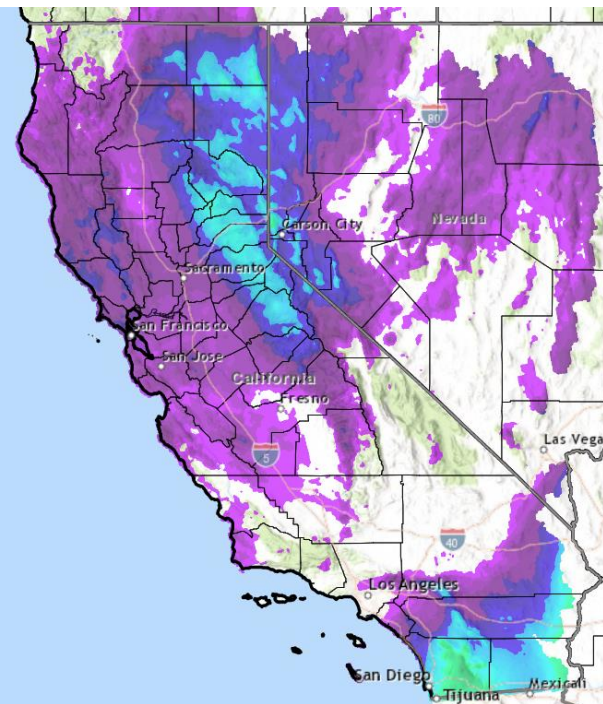 80
Nevada
Carson City
Sacramento
San Francisco
San Jose
California
Fresno
5
Las Vega
40
Los Angeles
San Diego
Mexicali
Tijuana